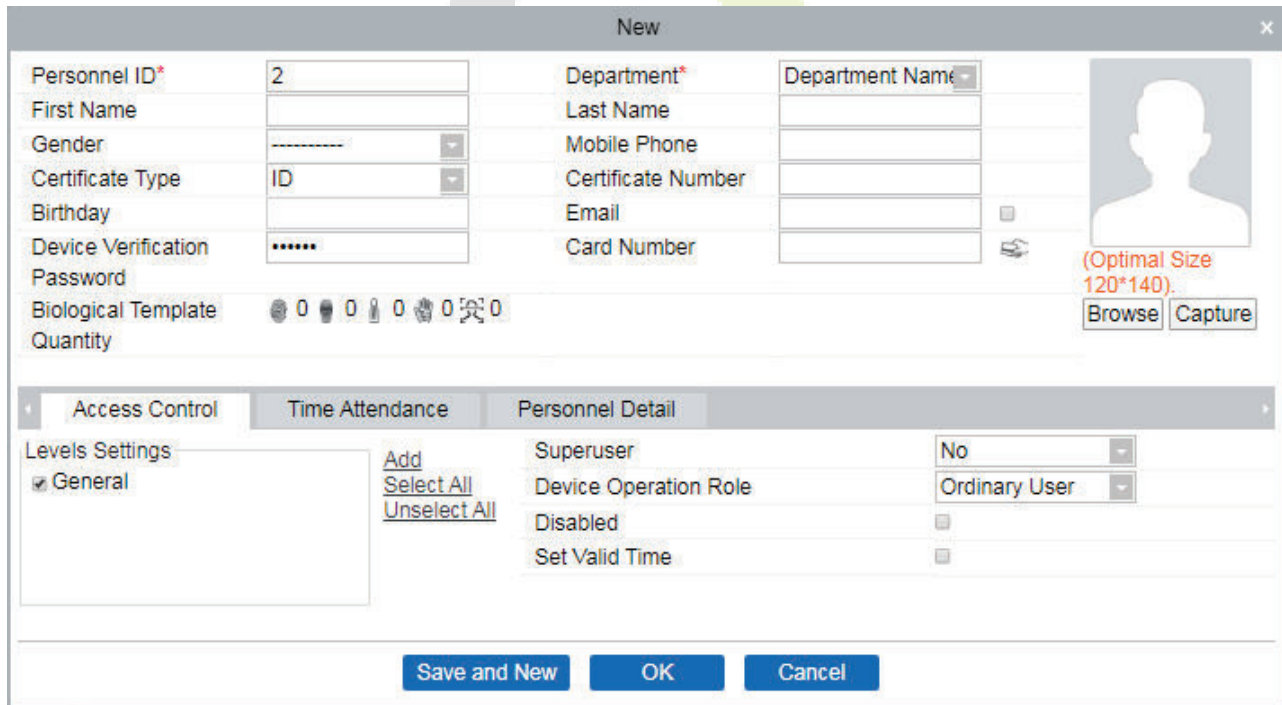 New
Personnel ID* 2 Department* Department Name
First Name Last Name
Gender ---------- Mobile Phone
Certificate Type ID Certificate Number
Birthday Email
Device Verification Password •••••• Card Number
(Optimal Size
120*140).
Biological Template Quantity 0 0 0 0 0
Browse Capture
Access Control Time Attendance Personnel Detail
Levels Settings
General
Add
Select All
Unselect All
Superuser No
Device Operation Role Ordinary User
Disabled
Set Valid Time
Save and New OK Cancel